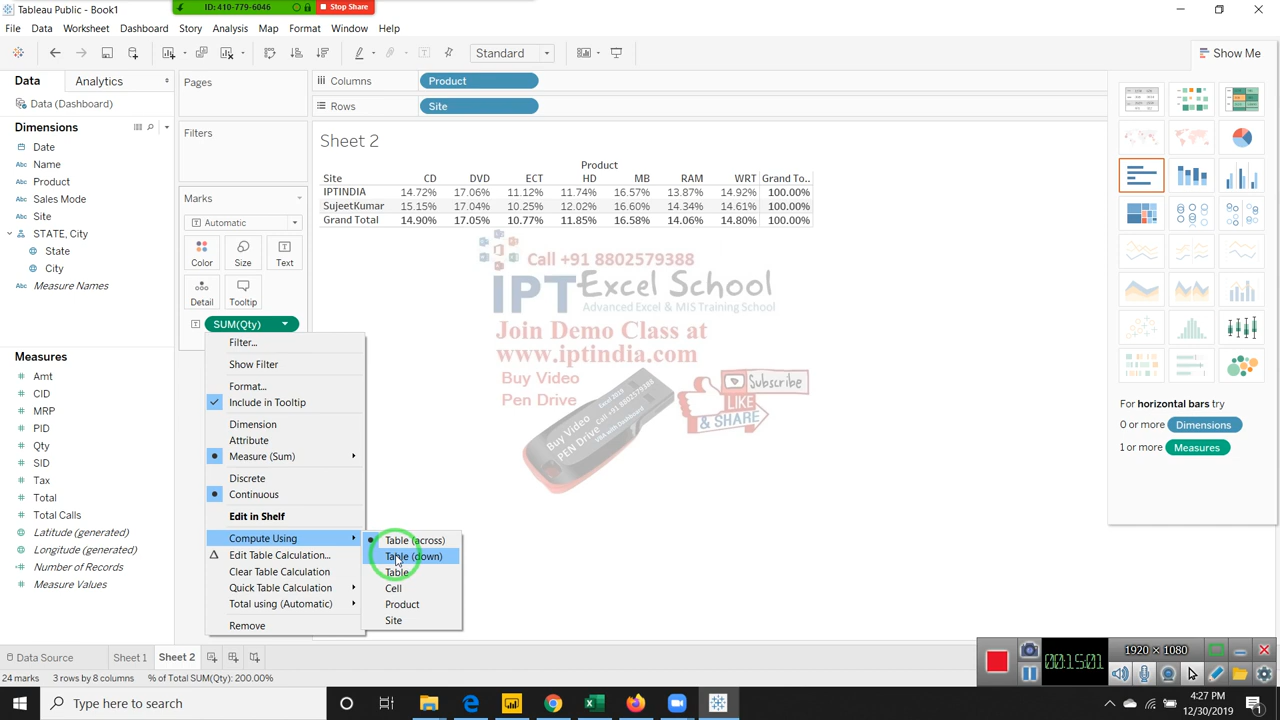 Tableau Public - Book1
ID: 410-779-6046
Stop Share
File Data Worksheet Dashboard Story Analysis Map Format Window Help
Standard
Show Me
Data Analytics
Data (Dashboard)
Dimensions
Date
Abc Name
Abc Product
Abc Sales Mode
Abc Site
STATE, City
State
City
Abc Measure Names
Measures
# Amt
# CID
# MRP
# PID
# Qty
# SID
# Tax
# Total
# Total Calls
Latitude (generated)
Longitude (generated)
Number of Records
# Measure Values
Pages
Filters
Marks
T Automatic
Color Size Text
Detail Tooltip
SUM(Qty)
Filter...
Show Filter
Format...
Include in Tooltip
Dimension
Attribute
Measure (Sum)
Discrete
Continuous
Edit in Shelf
Compute Using
Edit Table Calculation...
Clear Table Calculation
Quick Table Calculation
Total using (Automatic)
Remove
Table (across)
Table (down)
Table
Cell
Product
Site
Columns Product
Rows Site
Sheet 2
Product
Site CD DVD ECT HD MB RAM WRT Grand To..
IPTINDIA 14.72% 17.06% 11.12% 11.74% 16.57% 13.87% 14.92% 100.00%
SujeetKumar 15.15% 17.04% 10.25% 12.02% 16.60% 14.34% 14.61% 100.00%
Grand Total 14.90% 17.05% 10.77% 11.85% 16.58% 14.06% 14.80% 100.00%
Call +91 8802579388
IPT Excel School
Advanced Excel & MIS Training School
Join Demo Class at
www.iptindia.com
Buy Video
Pen Drive
Subscribe
LIKE
& SHARE
For horizontal bars try
0 or more Dimensions
1 or more Measures
Data Source Sheet 1 Sheet 2
24 marks 3 rows by 8 columns % of Total SUM(Qty): 200.00%
1920 × 1080
00:15:01
Type here to search
4:27 PM
12/30/2019